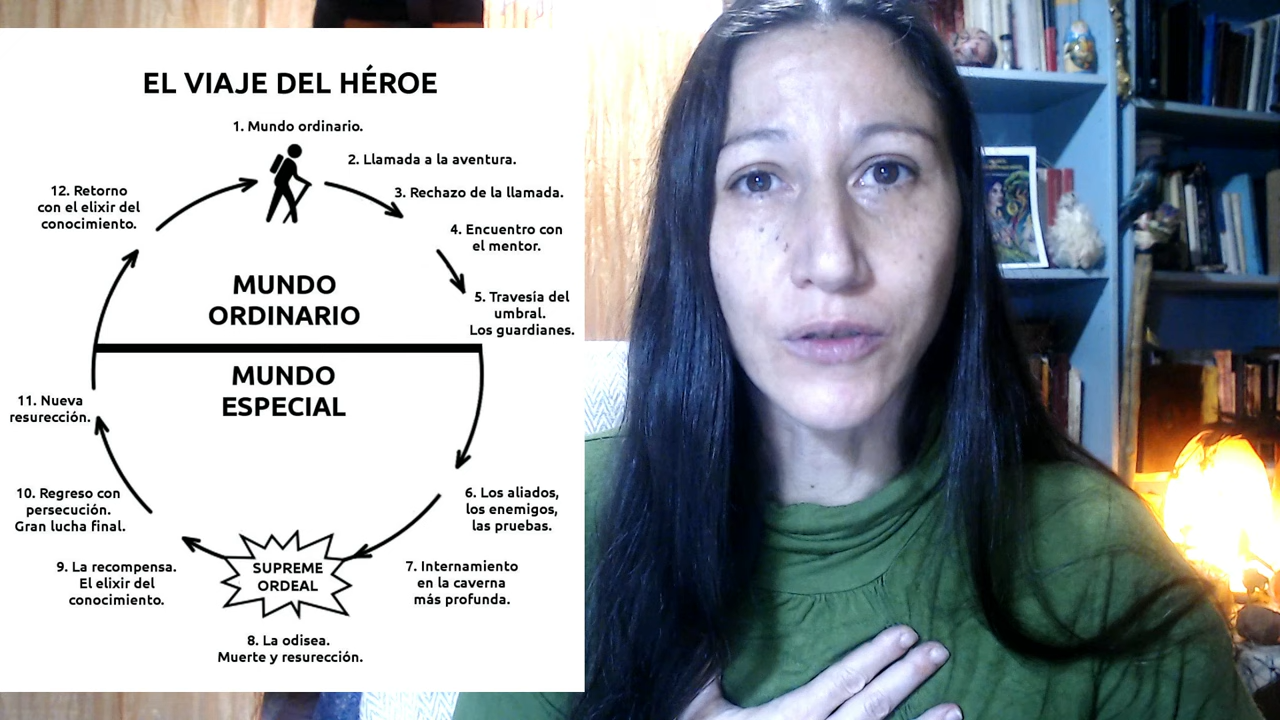 EL VIAJE DEL HÉROE
1. Mundo ordinario.
2. Llamada a la aventura.
3. Rechazo de la llamada.
4. Encuentro con
el mentor.
5. Travesía del
umbral.
Los guardianes.
MUNDO
ORDINARIO
MUNDO
ESPECIAL
6. Los aliados,
los enemigos,
las pruebas.
7. Internamiento
en la caverna
más profunda.
SUPREME
ORDEAL
8. La odisea.
Muerte y resurección.
9. La recompensa.
El elixir del
conocimiento.
10. Regreso con
persecución.
Gran lucha final.
11. Nueva
resurección.
12. Retorno
con el elixir del
conocimiento.